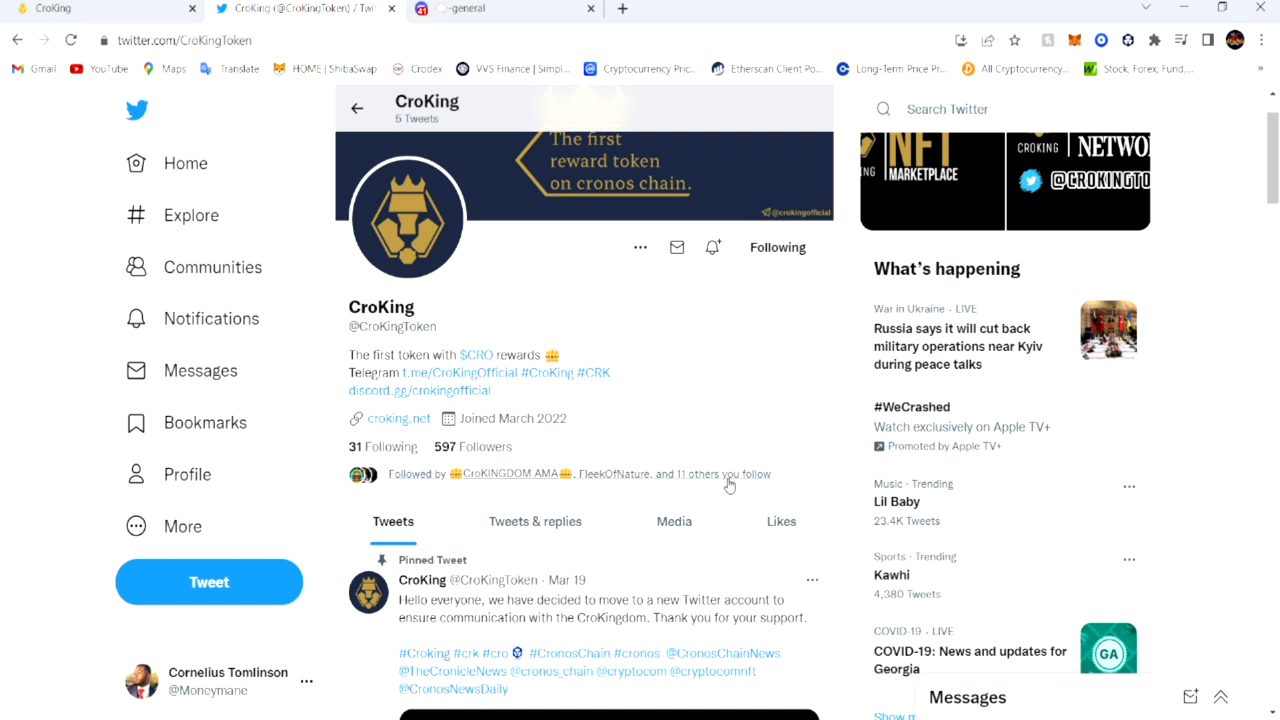 CroKing
CroKing (@CroKingToken) / Twi
41
-general
twitter.com/CroKingToken
Gmail
YouTube
Maps
Translate
HOME | ShibaSwap
Crodex
VVS Finance | Simpl...
Cryptocurrency Pric...
Etherscan Client Po...
Long-Term Price Pr...
All Cryptocurrency...
Stock, Forex, Fund,...
»
Home
Explore
Communities
Notifications
Messages
Bookmarks
Profile
More
Tweet
Cornelius Tomlinson
@Moneymane
CroKing
5 Tweets
The first
reward token
on cronos chain.
@crokingofficial
Following
CroKing
@CroKingToken
The first token with $CRO rewards
Telegram t.me/CroKingOfficial #CroKing #CRK
discord.gg/crokingofficial
croking.net Joined March 2022
31 Following 597 Followers
Followed by CroKINGDOM AMA, FleekOfNature, and 11 others you follow
Tweets
Tweets & replies
Media
Likes
Pinned Tweet
CroKing @CroKingToken · Mar 19
Hello everyone, we have decided to move to a new Twitter account to
ensure communication with the CroKingdom. Thank you for your support.
#Croking #crk #cro #CronosChain #cronos @CronosChainNews
@TheCronicleNews @cronos_chain @cryptocom @cryptocomnft
@CronosNewsDaily
Search Twitter
NG NFT
MARKETPLACE
CROKING | NETWO
@CROKINGTO
What's happening
War in Ukraine · LIVE
Russia says it will cut back
military operations near Kyiv
during peace talks
#WeCrashed
Watch exclusively on Apple TV+
Promoted by Apple TV+
Music · Trending
Lil Baby
23.4K Tweets
Sports · Trending
Kawhi
4,380 Tweets
COVID-19 · LIVE
COVID-19: News and updates for
Georgia
GA
Show m
Messages